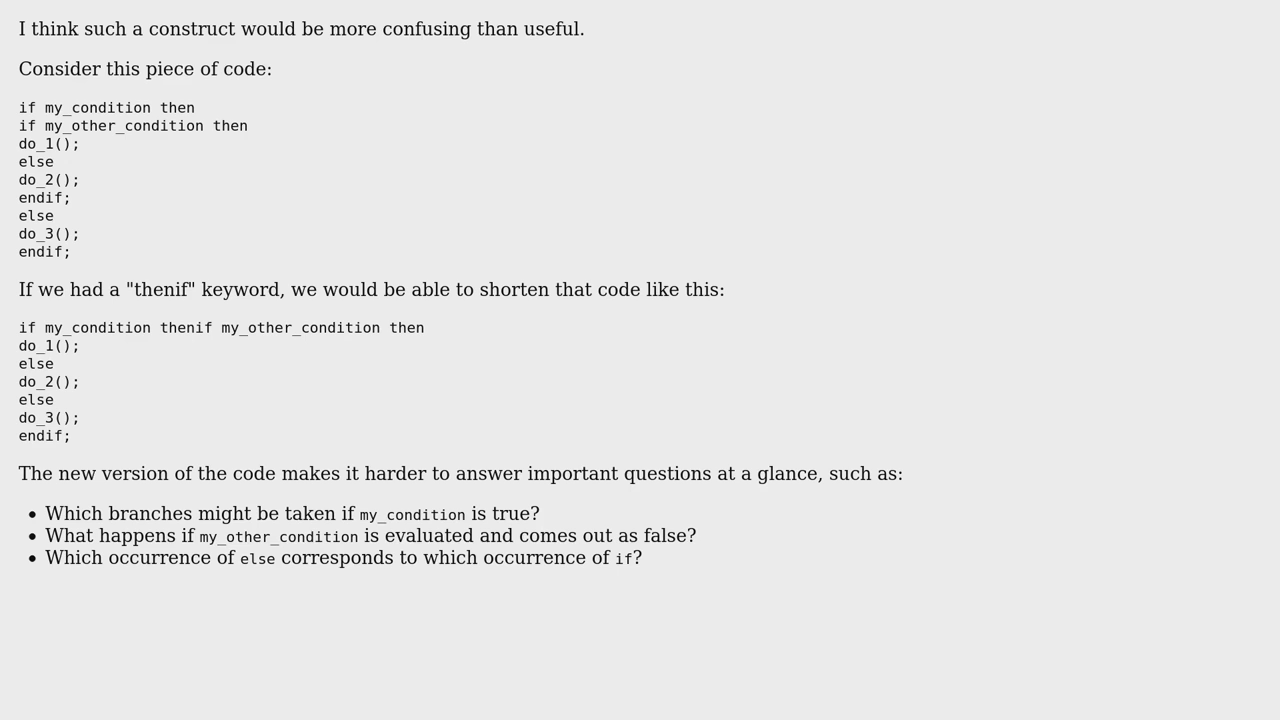 I think such a construct would be more confusing than useful.
Consider this piece of code:
if my_condition then
if my_other_condition then
do_1();
else
do_2();
endif;
else
do_3();
endif;
If we had a "thenif" keyword, we would be able to shorten that code like this:
if my_condition thenif my_other_condition then
do_1();
else
do_2();
else
do_3();
endif;
The new version of the code makes it harder to answer important questions at a glance, such as:
• Which branches might be taken if my_condition is true?
• What happens if my_other_condition is evaluated and comes out as false?
• Which occurrence of else corresponds to which occurrence of if?